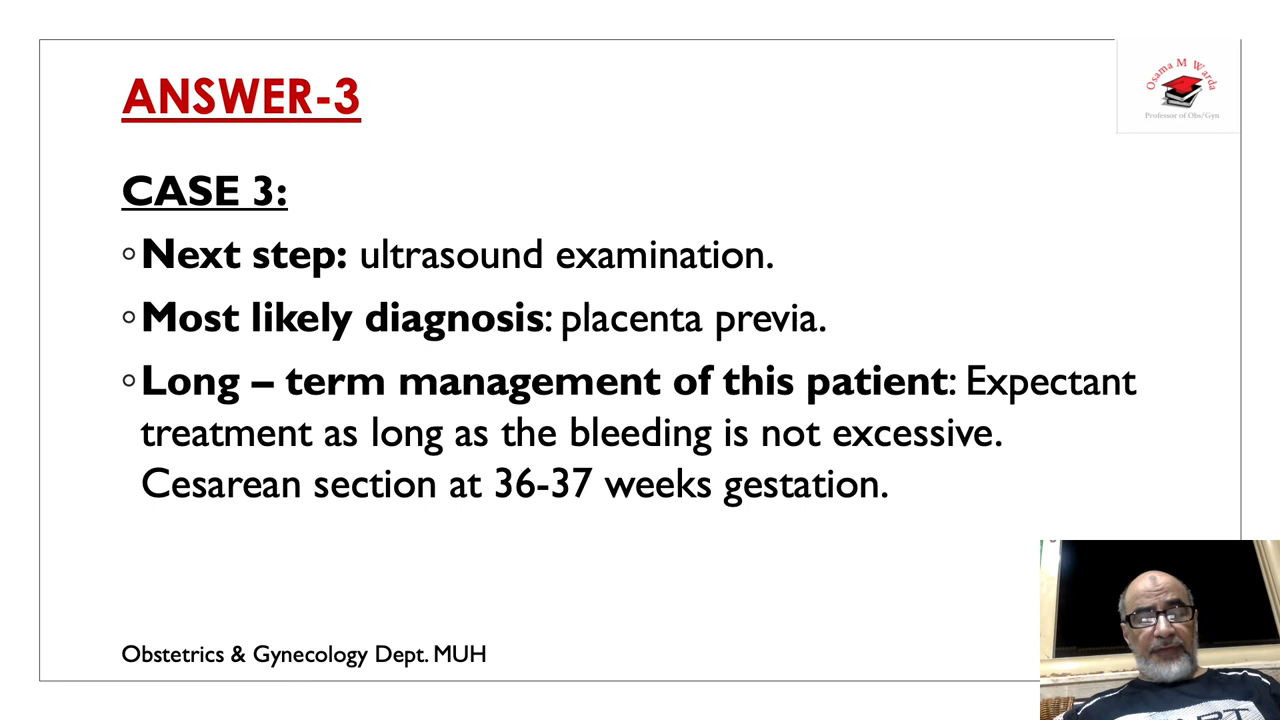 ANSWER-3
Osama M Warda
Professor of Obs/Gyn
CASE 3:
◦Next step: ultrasound examination.
◦Most likely diagnosis: placenta previa.
◦Long – term management of this patient: Expectant
treatment as long as the bleeding is not excessive.
Cesarean section at 36-37 weeks gestation.
Obstetrics & Gynecology Dept. MUH